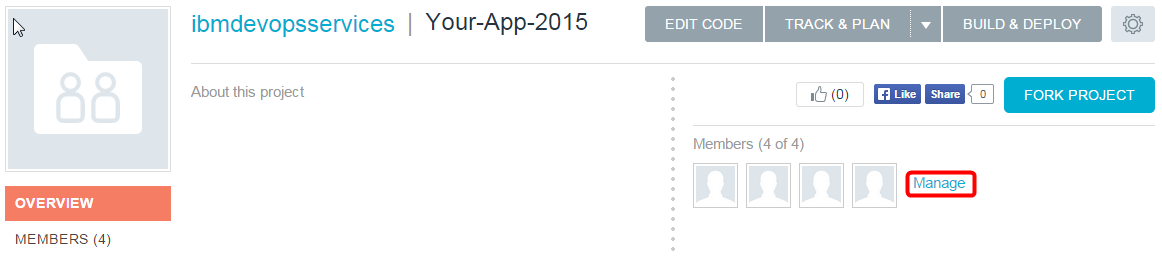 ibmdevopsservices | Your-App-2015
EDIT CODE
TRACK & PLAN
BUILD & DEPLOY
About this project
(0)
Like
Share
0
FORK PROJECT
Members (4 of 4)
Manage
OVERVIEW
MEMBERS (4)